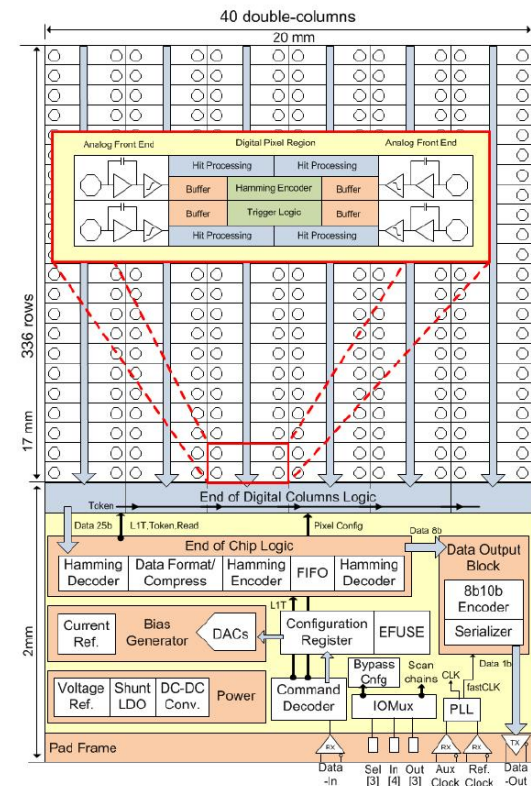 40 double-columns
20 mm
Analog Front End
Digital Pixel Region
Analog Front End
Hit Processing
Hit Processing
Buffer
Hamming Encoder
Buffer
Buffer
Trigger Logic
Buffer
Hit Processing
Hit Processing
336 rows
17 mm
2mm
End of Digital Columns Logic
Token
Data 25b
L1T,Token,Read
Pixel Config
Data 8b
End of Chip Logic
Hamming Decoder
Data Format/ Compress
Hamming Encoder
FIFO
Hamming Decoder
Data Output Block
8b10b Encoder
Serializer
L1T
Current Ref.
Bias Generator
DACs
Configuration Register
EFUSE
Voltage Ref.
Shunt LDO
DC-DC Conv.
Power
Command Decoder
Bypass Cnfg
Scan chains
IOMux
CLK
fastCLK
Data 1b
PLL
Pad Frame
RX
RX
RX
TX
Data -In
Sel [3]
In [4]
Out [3]
Aux Clock
Ref. Clock
Data -Out